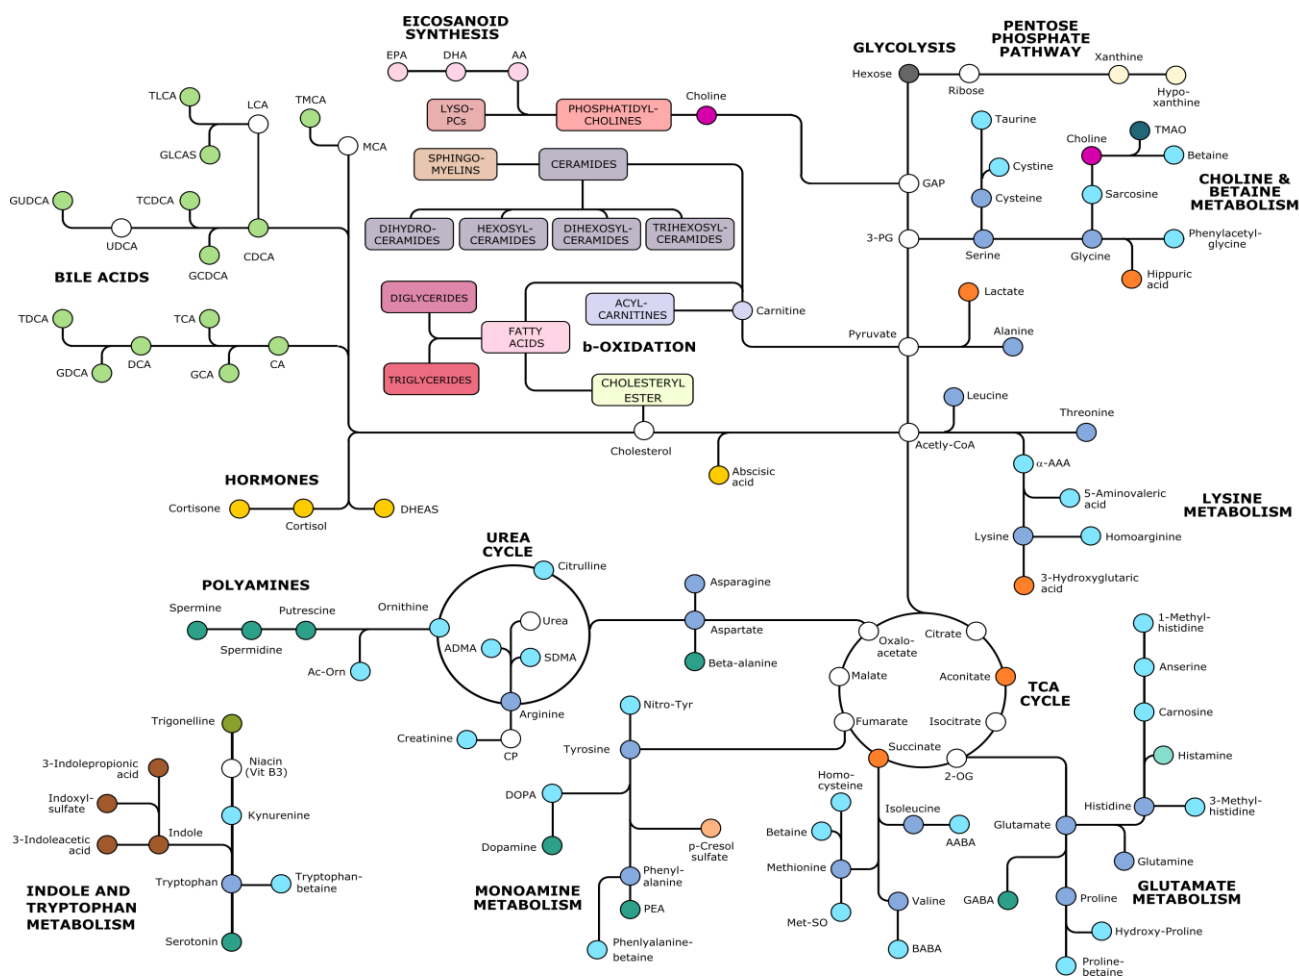 EICOSANOID
SYNTHESIS
EPA
DHA
AA
LYSO-
PCs
PHOSPHATIDYL-
CHOLINES
Choline
SPHINGO-
MYELINS
CERAMIDES
DIHYDRO-
CERAMIDES
HEXOSYL-
CERAMIDES
DIHEXOSYL-
CERAMIDES
TRIHEXOSYL-
CERAMIDES
DIGLYCERIDES
TRIGLYCERIDES
FATTY
ACIDS
ACYL-
CARNITINES
Carnitine
b-OXIDATION
CHOLESTERYL
ESTER
Cholesterol
Abscisic
acid
GLYCOLYSIS
Hexose
GAP
3-PG
Pyruvate
Acetly-CoA
PENTOSE
PHOSPHATE
PATHWAY
Ribose
Xanthine
Hypo-
xanthine
Taurine
Cystine
Cysteine
Serine
Choline
TMAO
Betaine
Sarcosine
Glycine
CHOLINE &
BETAINE
METABOLISM
Phenylacetyl-
glycine
Hippuric
acid
Lactate
Alanine
Leucine
Threonine
α-AAA
5-Aminovaleric
acid
Lysine
Homoarginine
3-Hydroxyglutaric
acid
LYSINE
METABOLISM
TLCA
LCA
GLCAS
TMCA
MCA
GUDCA
UDCA
TCDCA
GCDCA
CDCA
BILE ACIDS
TDCA
GDCA
DCA
TCA
GCA
CA
HORMONES
Cortisone
Cortisol
DHEAS
POLYAMINES
Spermine
Spermidine
Putrescine
Ac-Orn
Ornithine
UREA
CYCLE
Citrulline
Urea
ADMA
SDMA
Arginine
Creatinine
CP
Asparagine
Aspartate
Beta-alanine
TCA
CYCLE
Oxalo-
acetate
Citrate
Malate
Aconitate
Fumarate
Isocitrate
Succinate
2-OG
1-Methyl-
histidine
Anserine
Carnosine
Histamine
Histidine
3-Methyl-
histidine
Glutamate
Glutamine
GABA
Proline
Hydroxy-Proline
Proline-
betaine
GLUTAMATE
METABOLISM
Homo-
cysteine
Betaine
Methionine
Met-SO
Isoleucine
AABA
Valine
BABA
Nitro-Tyr
Tyrosine
DOPA
Dopamine
p-Cresol
sulfate
Phenyl-
alanine
PEA
Phenlyalanine-
betaine
MONOAMINE
METABOLISM
Trigonelline
Niacin
(Vit B3)
Kynurenine
3-Indolepropionic
acid
Indoxyl-
sulfate
3-Indoleacetic
acid
Indole
Tryptophan
Tryptophan-
betaine
Serotonin
INDOLE AND
TRYPTOPHAN
METABOLISM